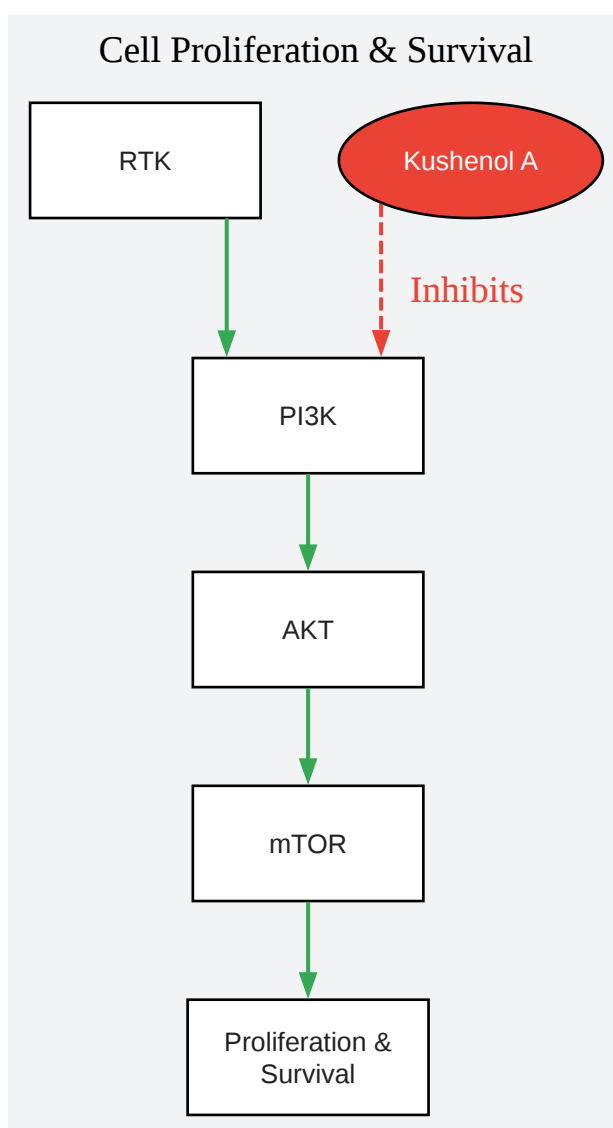 Cell Proliferation & Survival
RTK
Kushenol A
Inhibits
PI3K
AKT
mTOR
Proliferation &
Survival